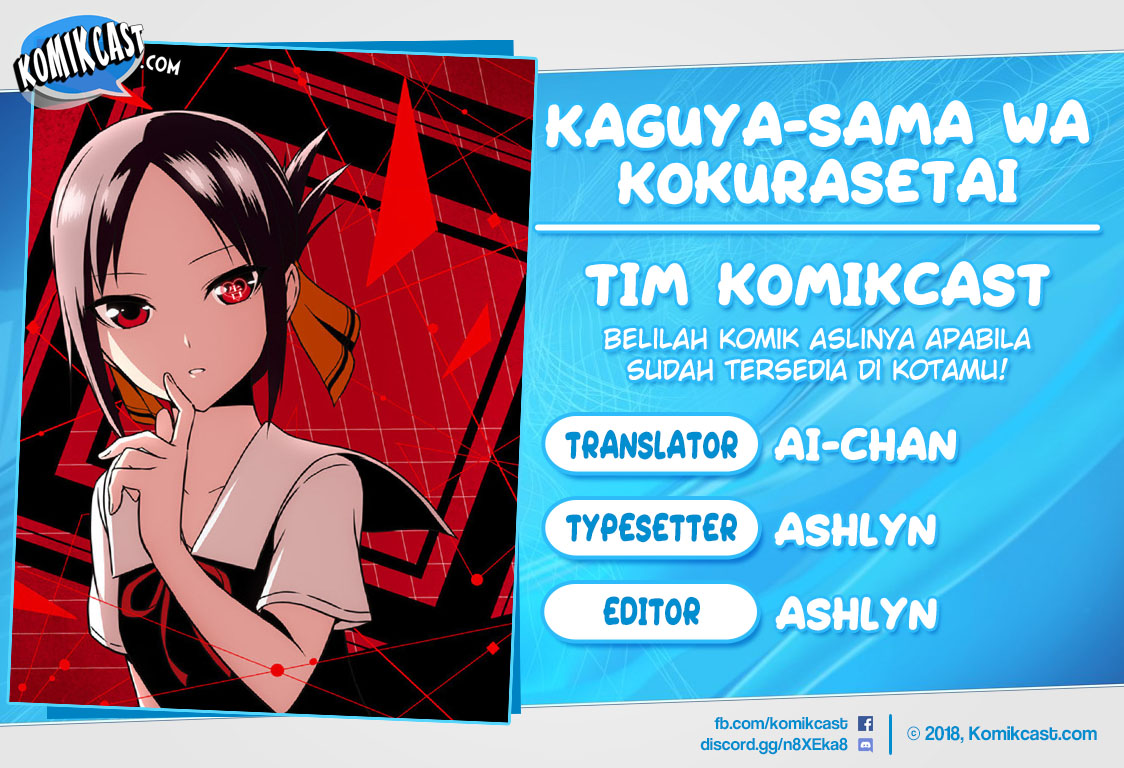 KOMIKCAST
.COM
KAGUYA-SAMA WA
KOKURASETAI
TIM KOMIKCAST
BELILAH KOMIK ASLINYA APABILA
SUDAH TERSEDIA DI KOTAMU!
TRANSLATOR AI-CHAN
TYPESETTER ASHLYN
EDITOR ASHLYN
fb.com/komikcast
discord.gg/n8XEka8
© 2018, Komikcast.com